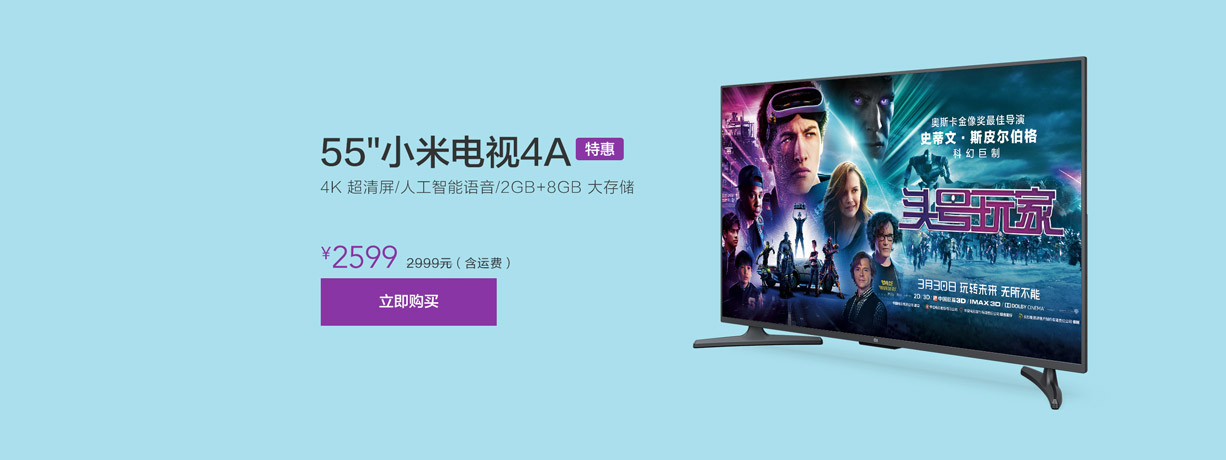 55"小米电视4A 特惠
4K 超清屏/人工智能语音/2GB+8GB 大存储
¥2599 2999元（含运费）
立即购买
奥斯卡金像奖最佳导演
史蒂文·斯皮尔伯格
科幻巨制
头号玩家
3月30日 玩转未来 无所不能
2D/3D 中国巨幕3D / IMAX 3D / DOLBY CINEMA